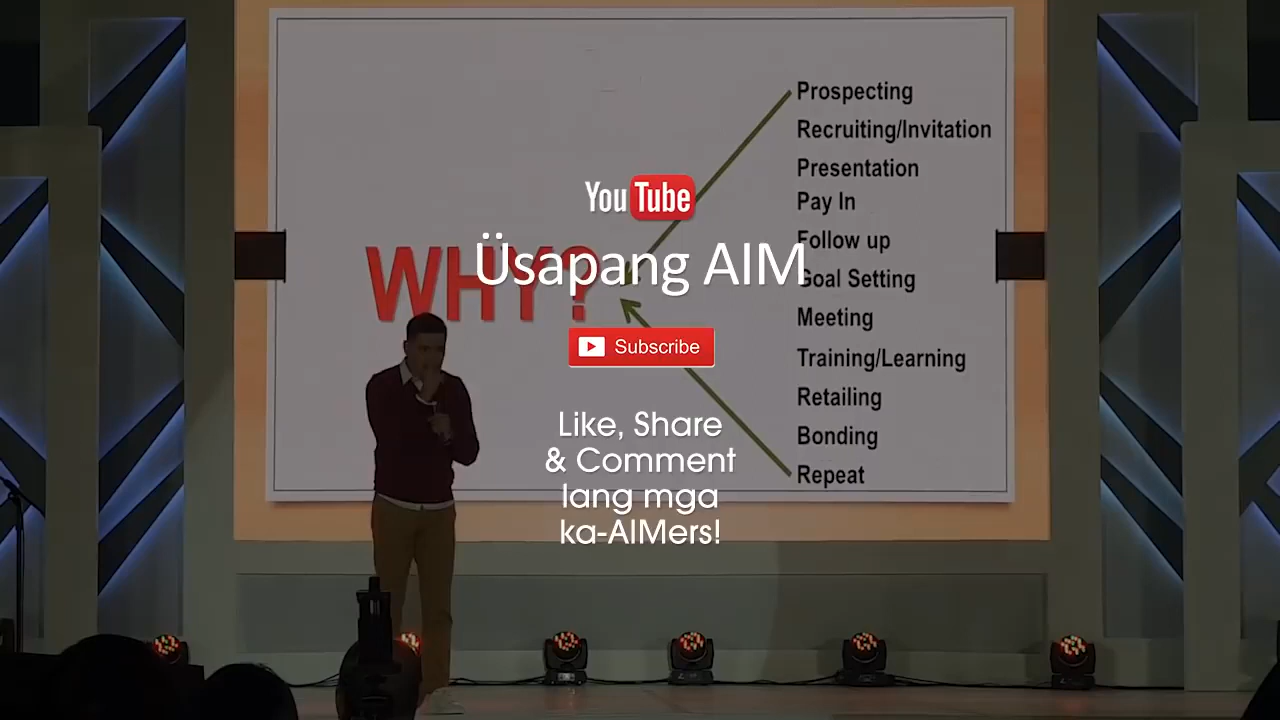 Prospecting
Recruiting/Invitation
Presentation
Pay In
Follow up
Goal Setting
Meeting
Training/Learning
Retailing
Bonding
Repeat
WHY?
YouTube
Üsapang AIM
Subscribe
Like, Share
& Comment
lang mga
ka-AIMers!